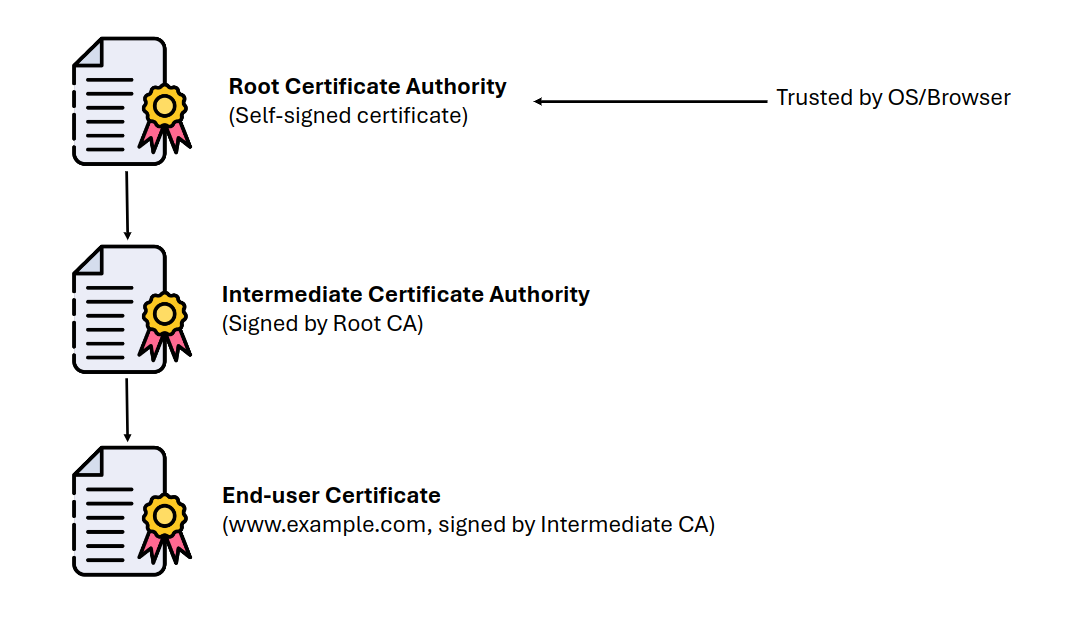 Root Certificate Authority
(Self-signed certificate)
Trusted by OS/Browser
Intermediate Certificate Authority
(Signed by Root CA)
End-user Certificate
(www.example.com, signed by Intermediate CA)